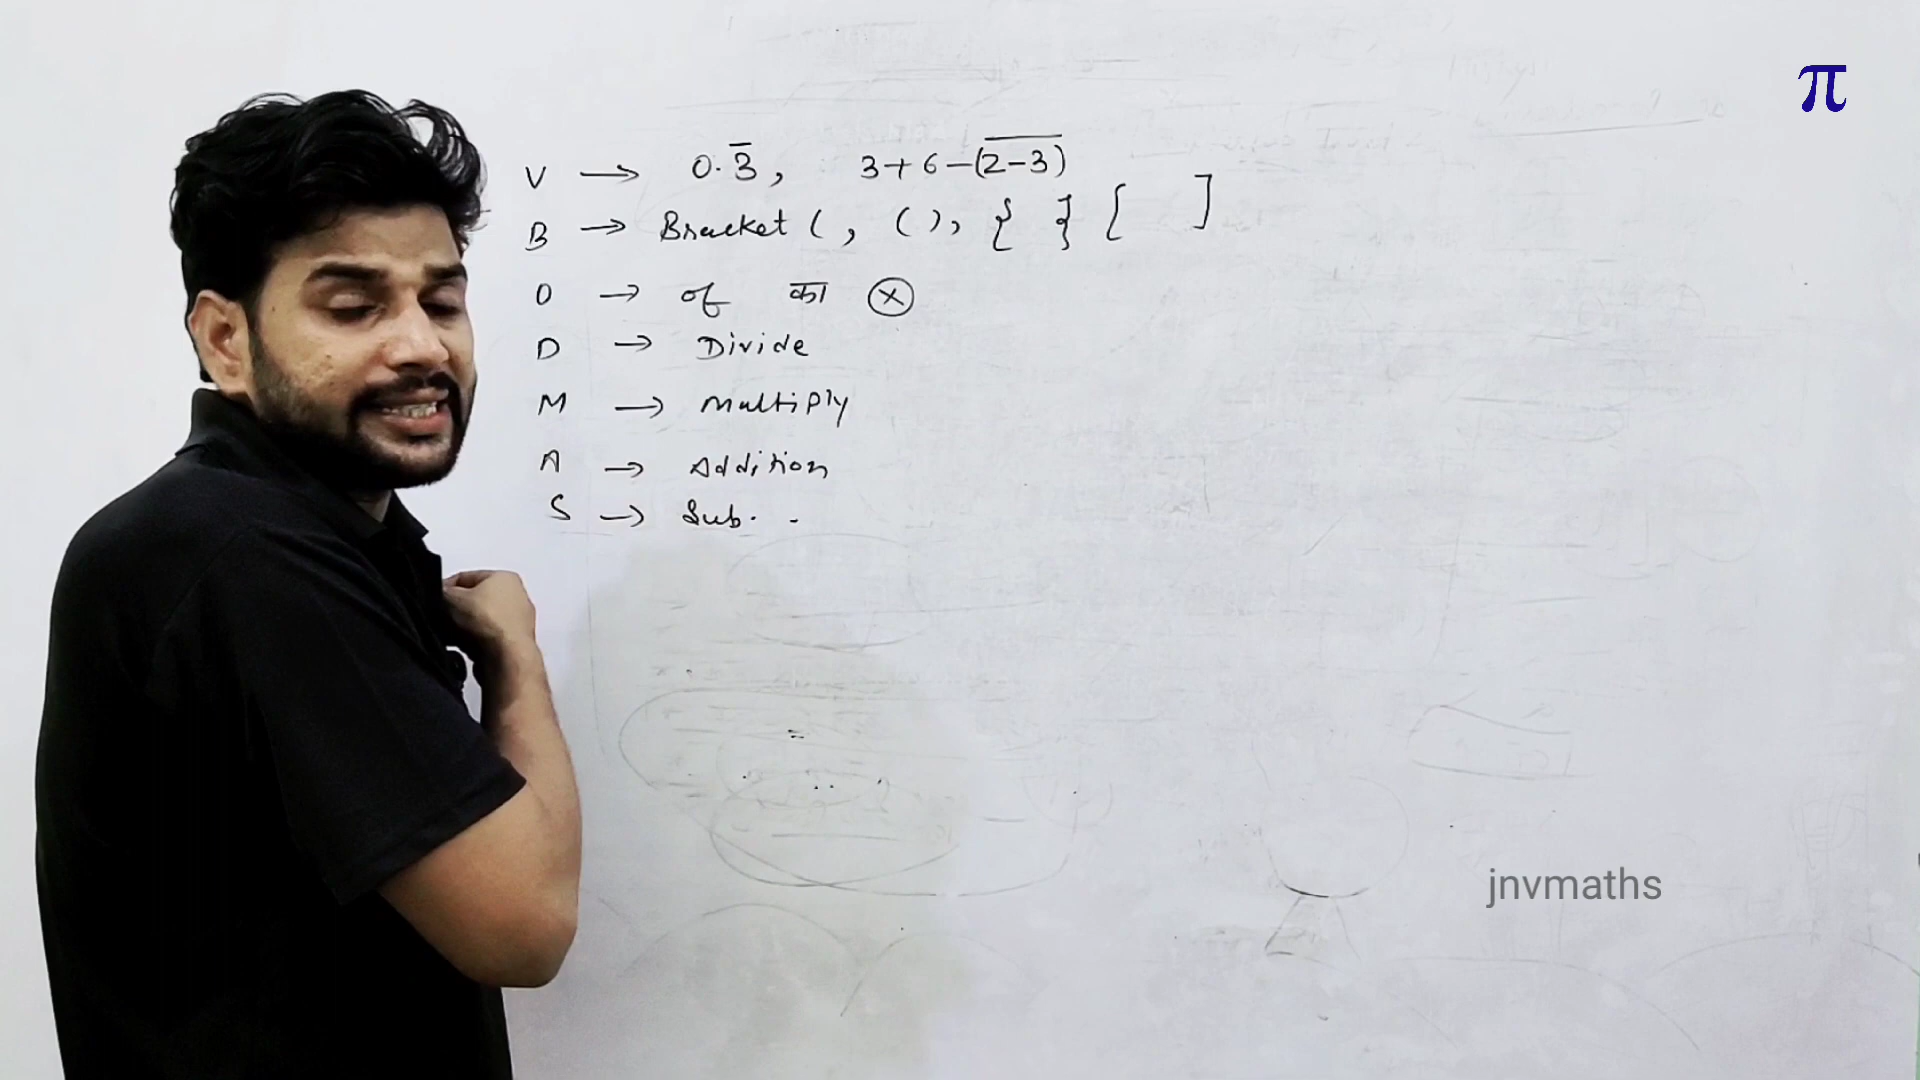 π
V → 0.3̅, 3+6-(2-3)̅
B → Bracket (, ( ), { } [ ]
O → of का ⊗
D → Divide
M → Multiply
A → Addition
S → Sub.
jnvmaths